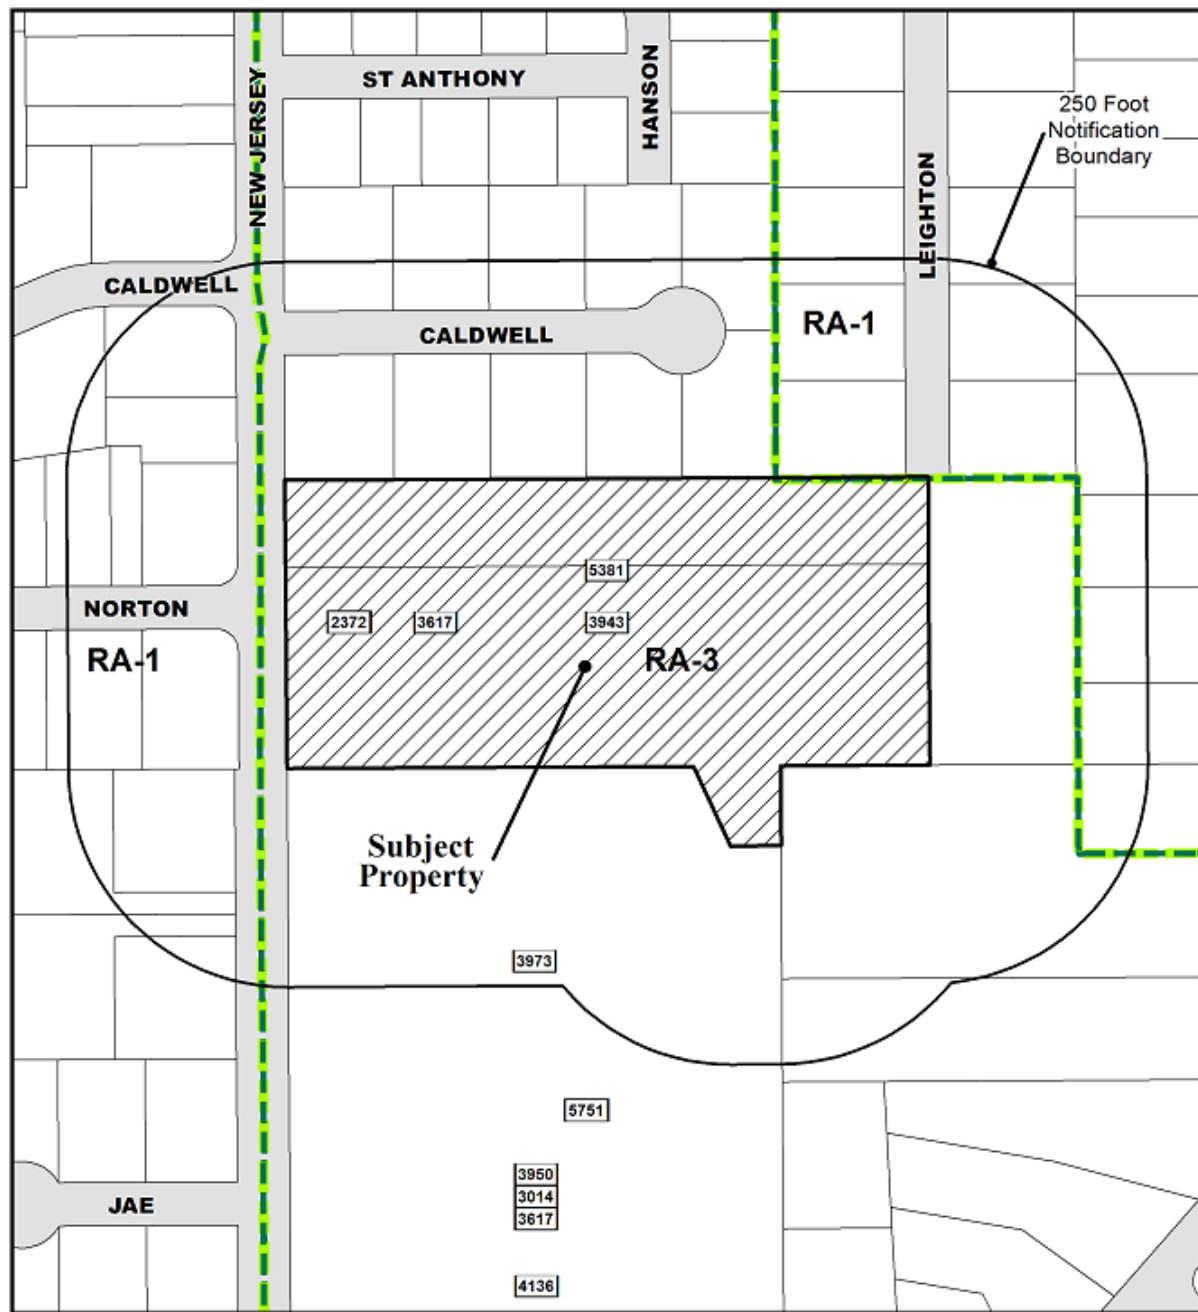 ST ANTHONY
HANSON
NEW JERSEY
250 Foot
Notification
Boundary
LEIGHTON
CALDWELL
CALDWELL
RA-1
5381
NORTON
2372
3617
3943
RA-1
RA-3
Subject
Property
3973
5751
3950
3014
3617
JAE
4136